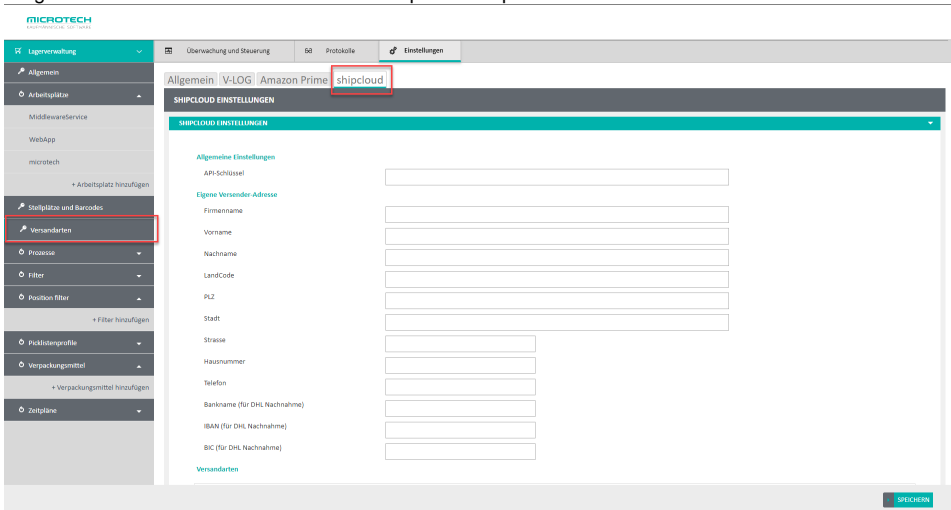 MICROTECH
Lagerverwaltung
Überwachung und Steuerung
Protokolle
Einstellungen
Allgemein
Arbeitsplätze
MiddlewareService
WebApp
microtech
+ Arbeitsplatz hinzufügen
Stellplätze und Barcodes
Versandarten
Prozesse
Filter
Position filter
+ Filter hinzufügen
Picklistenprofile
Verpackungsmittel
+ Verpackungsmittel hinzufügen
Zeitpläne
Allgemein V-LOG Amazon Prime shipcloud
SHIPCLOUD EINSTELLUNGEN
SHIPCLOUD EINSTELLUNGEN
Allgemeine Einstellungen
API-Schlüssel
Eigene Versender-Adresse
Firmenname
Vorname
Nachname
LandCode
PLZ
Stadt
Strasse
Hausnummer
Telefon
Bankname (für DHL Nachnahme)
IBAN (für DHL Nachnahme)
BIC (für DHL Nachnahme)
Versandarten
SPEICHERN